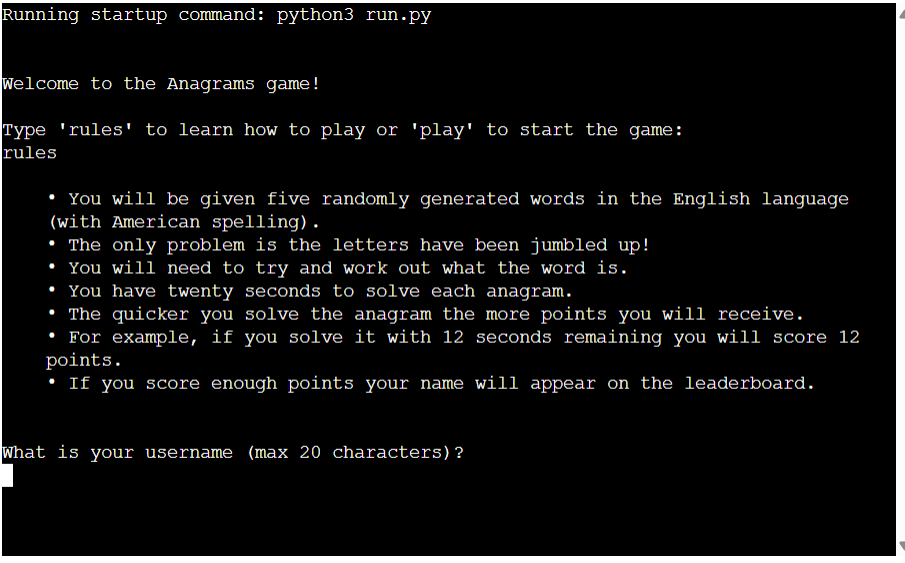 Running startup command: python3 run.py
Welcome to the Anagrams game!
Type 'rules' to learn how to play or 'play' to start the game:
rules
• You will be given five randomly generated words in the English language
(with American spelling).
• The only problem is the letters have been jumbled up!
• You will need to try and work out what the word is.
• You have twenty seconds to solve each anagram.
• The quicker you solve the anagram the more points you will receive.
• For example, if you solve it with 12 seconds remaining you will score 12
points.
• If you score enough points your name will appear on the leaderboard.
What is your username (max 20 characters)?